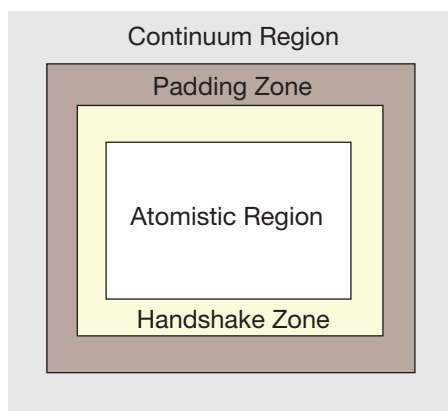 Continuum Region
Padding Zone
Atomistic Region
Handshake Zone